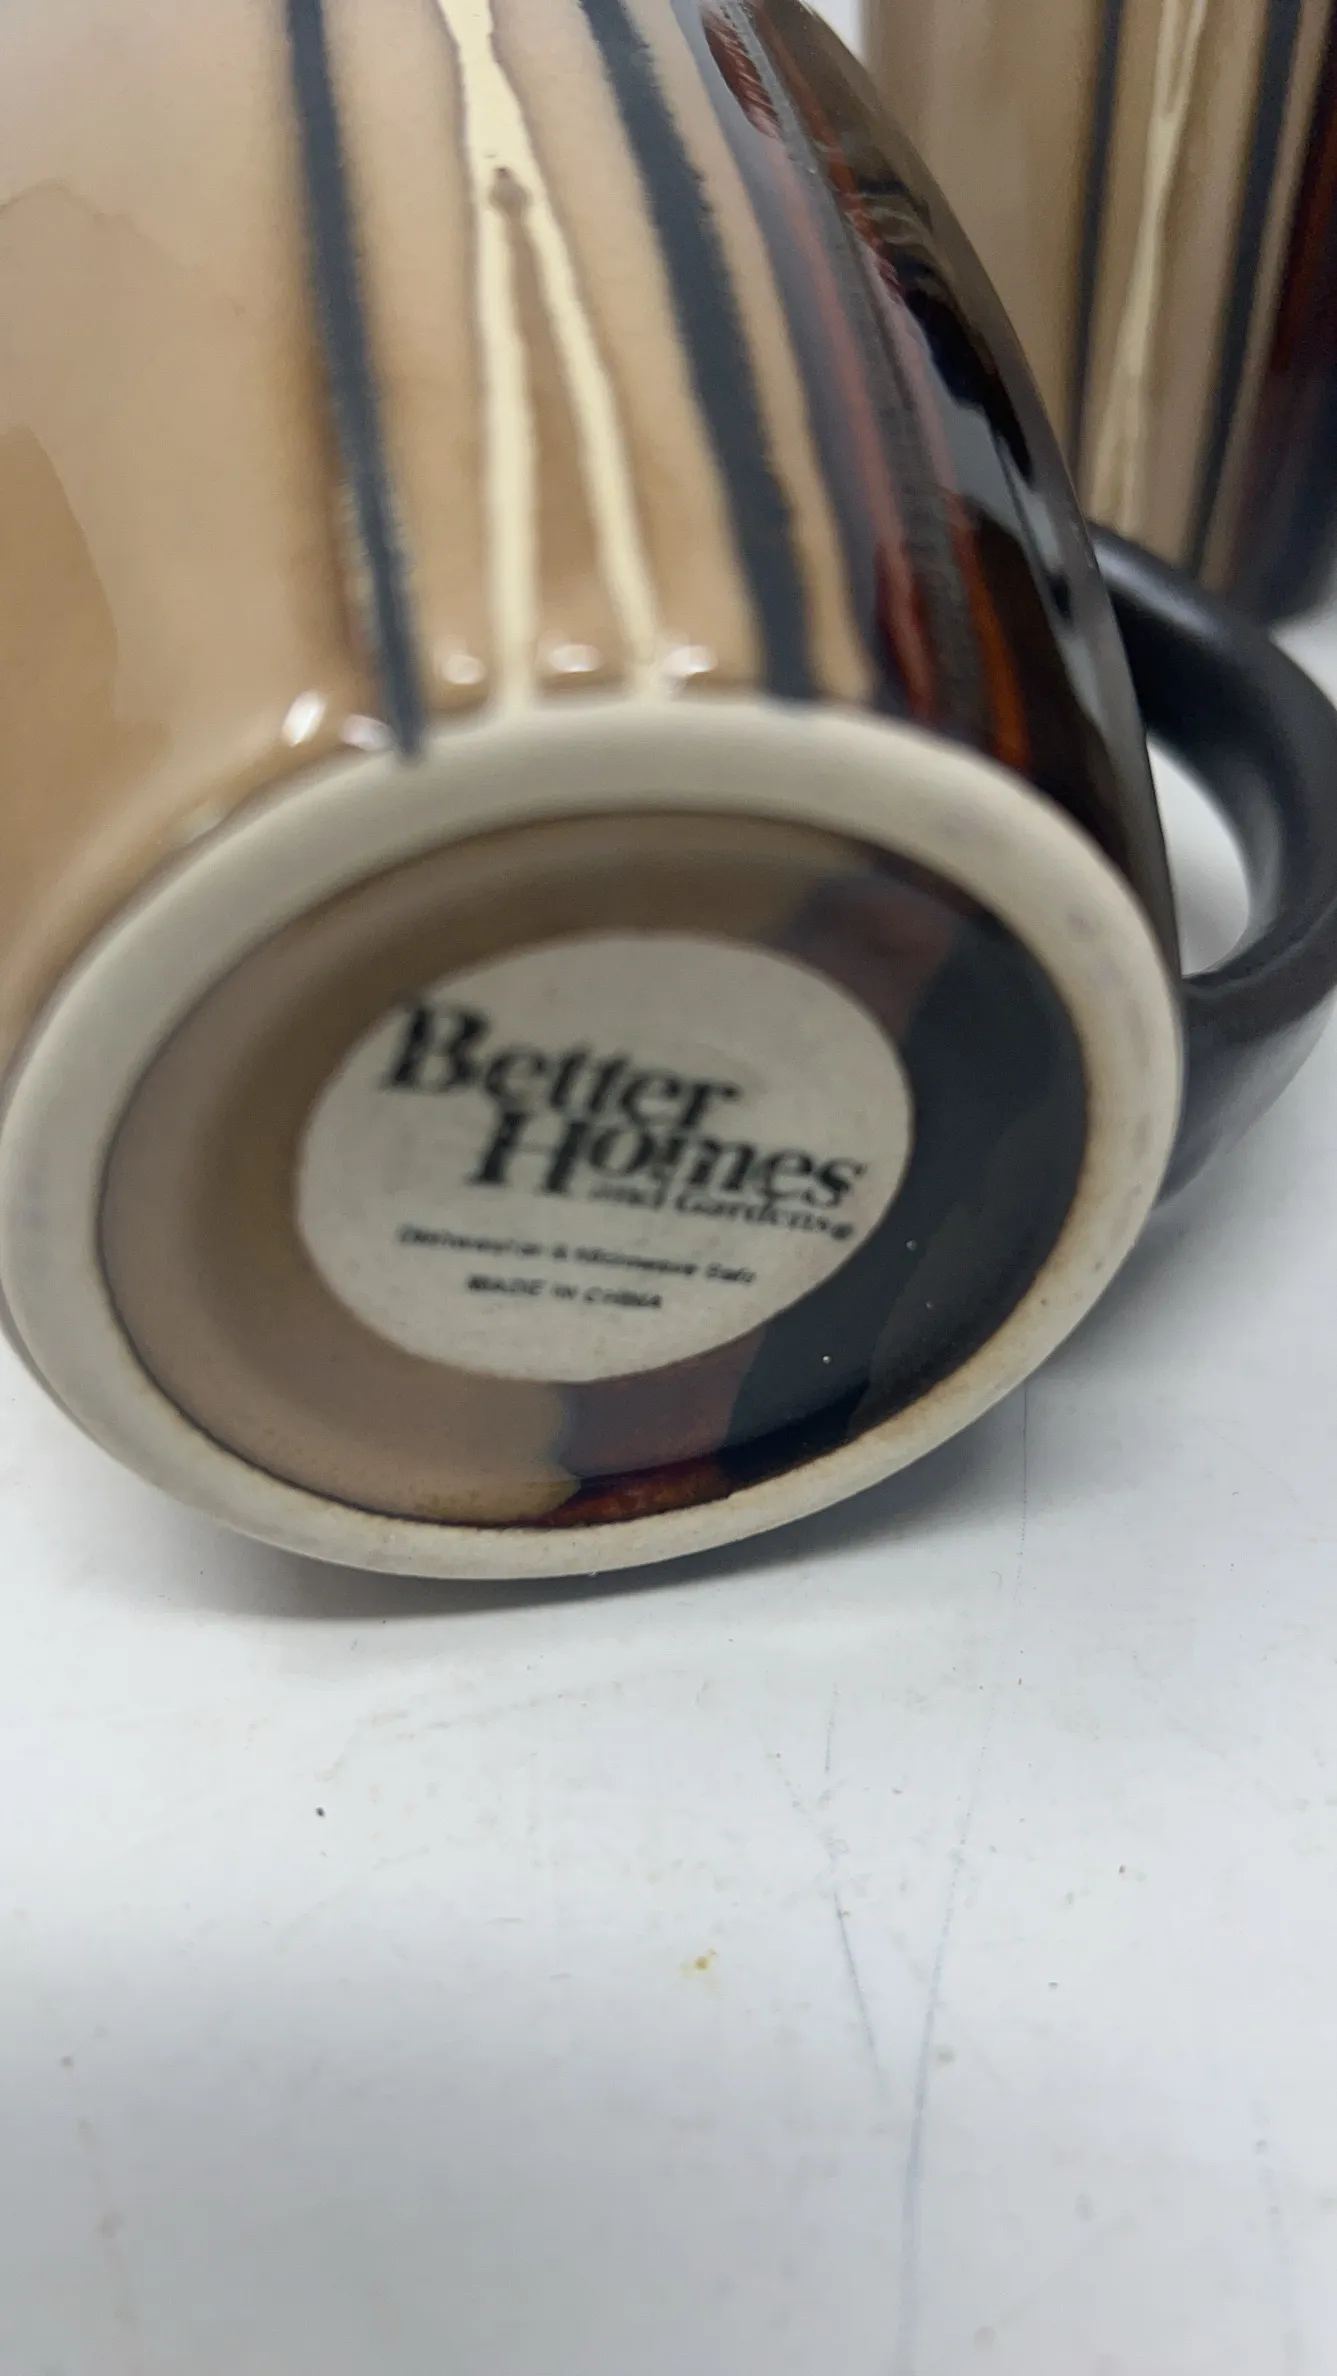 Better
Homes
and Gardens®
Dishwasher & Microwave Safe
MADE IN CHINA